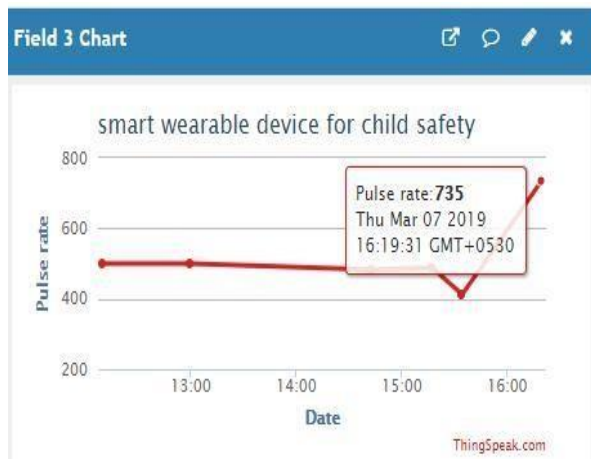 Field 3 Chart
smart wearable device for child safety
800
600
400
200
Pulse rate
Pulse rate:735
Thu Mar 07 2019
16:19:31 GMT+0530
13:00 14:00 15:00 16:00
Date
ThingSpeak.com